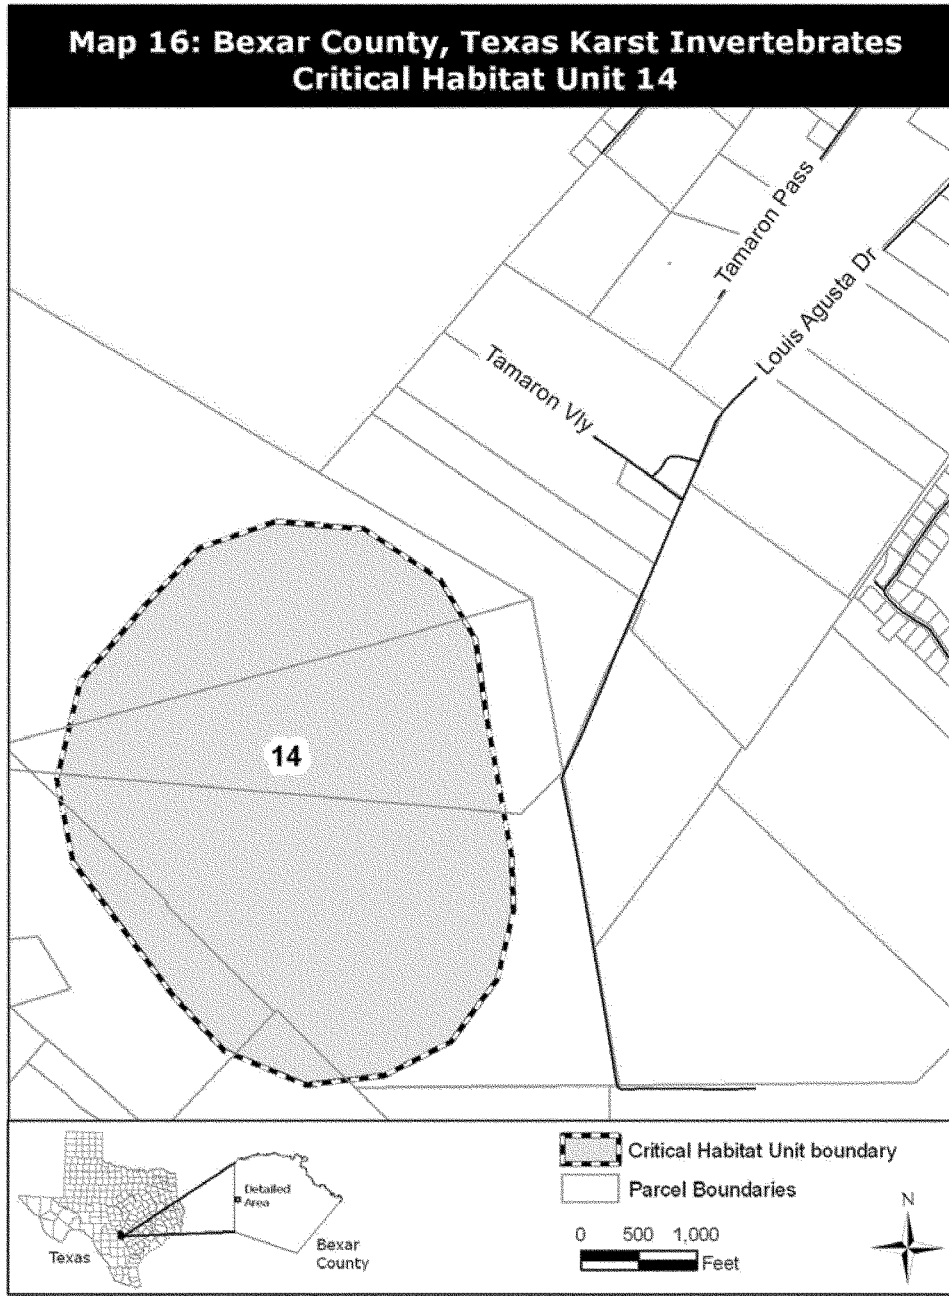 Map 16: Bexar County, Texas Karst Invertebrates
Critical Habitat Unit 14
Tamaron Pass
Louis Agusta Dr
Tamaron Vly
14
Critical Habitat Unit boundary
Parcel Boundaries
0 500 1,000
Feet
N
Detailed
Area
Texas
Bexar
County